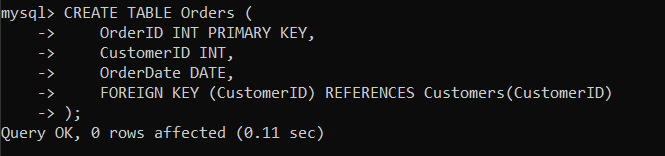 mysql> CREATE TABLE Orders (
    ->     OrderID INT PRIMARY KEY,
    ->     CustomerID INT,
    ->     OrderDate DATE,
    ->     FOREIGN KEY (CustomerID) REFERENCES Customers(CustomerID)
    -> );
Query OK, 0 rows affected (0.11 sec)